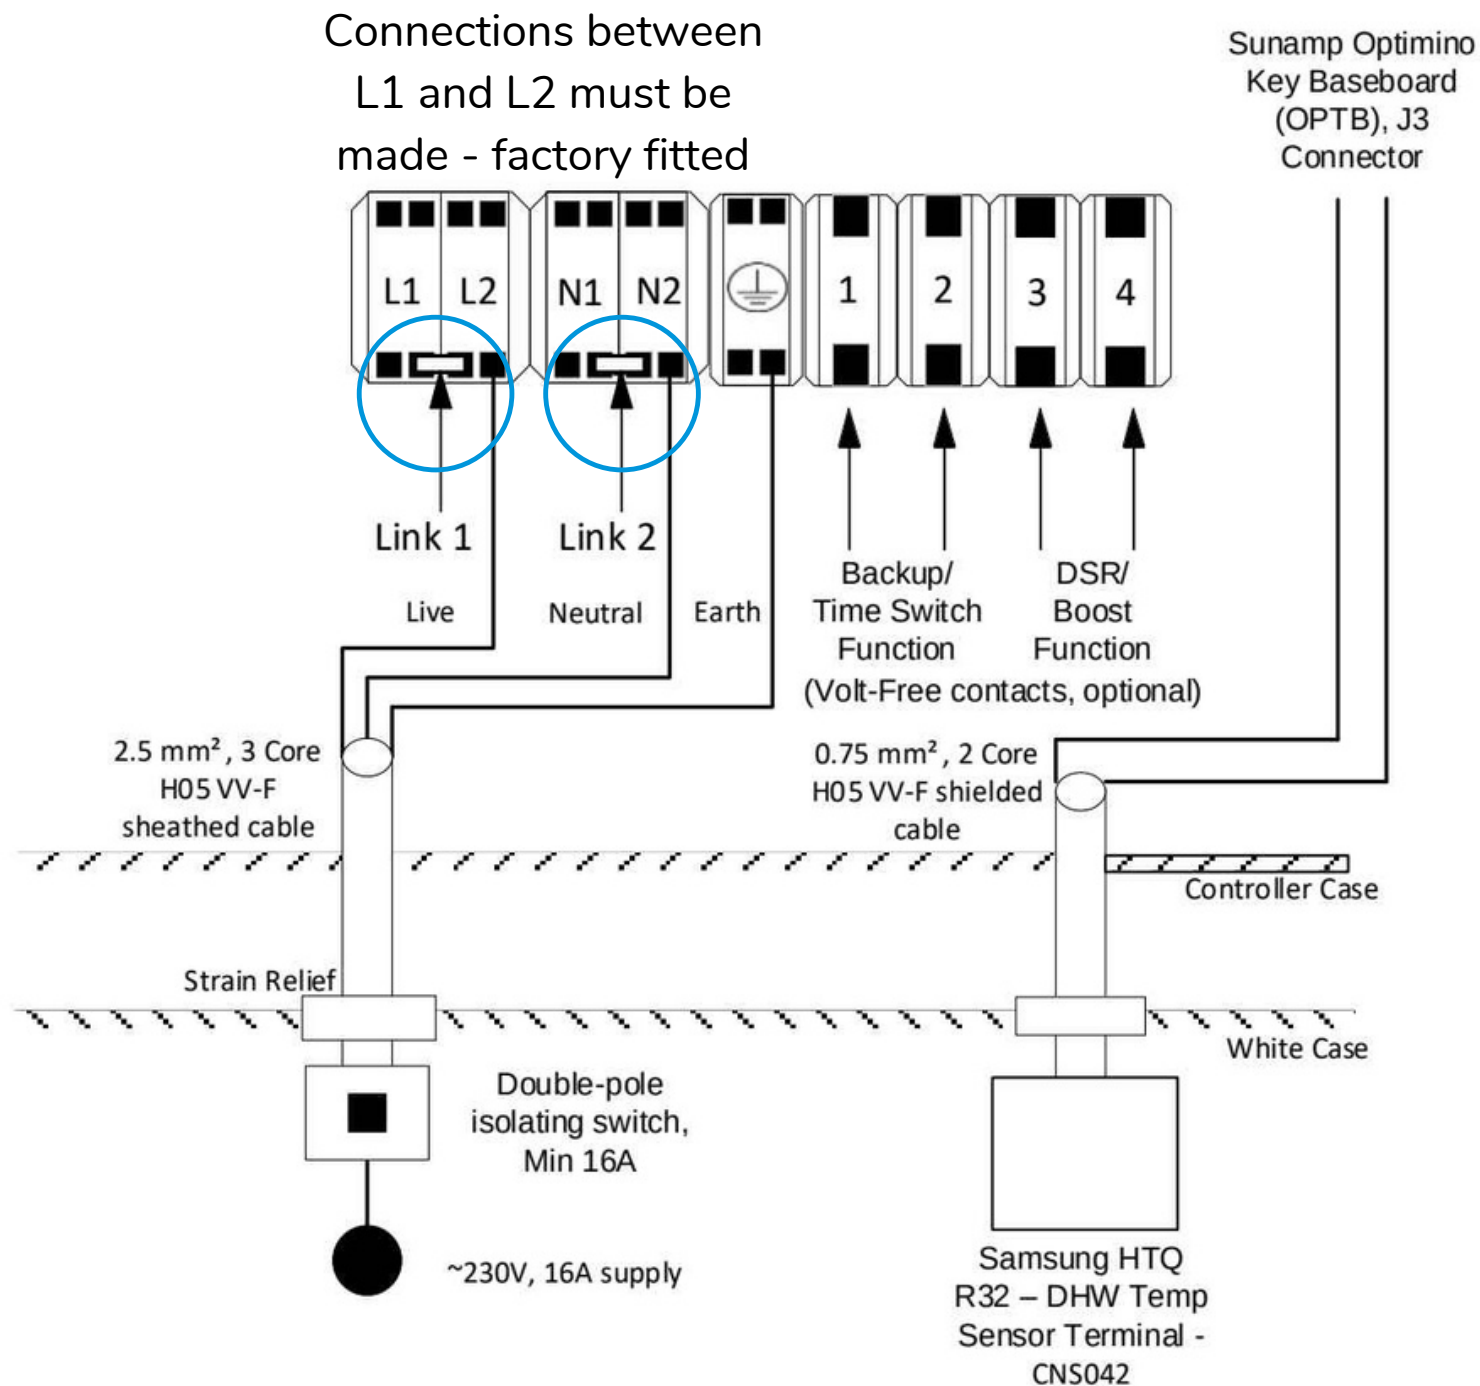 Connections between
L1 and L2 must be
made - factory fitted
Sunamp Optimino
Key Baseboard
(OPTB), J3
Connector
L1 L2 N1 N2 1 2 3 4
Link 1 Link 2
Live Neutral Earth
Backup/
Time Switch
Function
DSR/
Boost
Function
(Volt-Free contacts, optional)
2.5 mm², 3 Core
H05 VV-F
sheathed cable
0.75 mm², 2 Core
H05 VV-F shielded
cable
Controller Case
Strain Relief
White Case
Double-pole
isolating switch,
Min 16A
~230V, 16A supply
Samsung HTQ
R32 – DHW Temp
Sensor Terminal -
CNS042